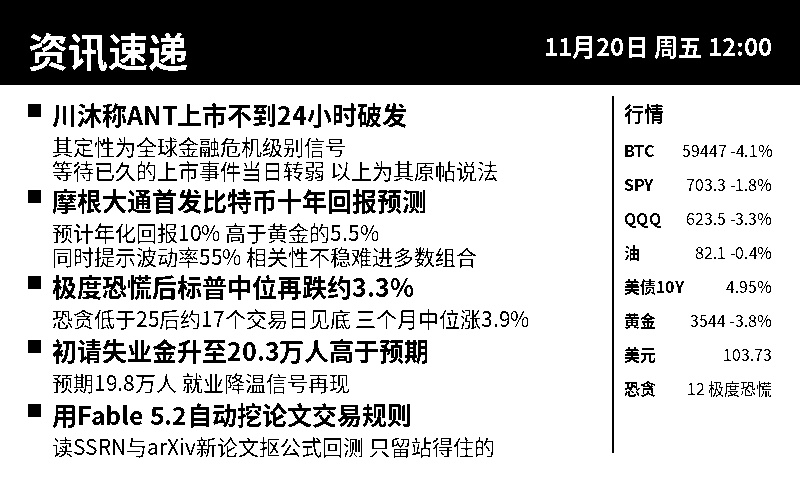 资讯速递
11月20日 周五 12:00
川沐称ANT上市不到24小时破发
其定性为全球金融危机级别信号
等待已久的上市事件当日转弱 以上为其原帖说法
摩根大通首发比特币十年回报预测
预计年化回报10% 高于黄金的5.5%
同时提示波动率55% 相关性不稳难进多数组合
极度恐慌后标普中位再跌约3.3%
恐贪低于25后约17个交易日见底 三个月中位涨3.9%
初请失业金升至20.3万人高于预期
预期19.8万人 就业降温信号再现
用Fable 5.2自动挖论文交易规则
读SSRN与arXiv新论文抠公式回测 只留站得住的
行情
BTC 59447 -4.1%
SPY 703.3 -1.8%
QQQ 623.5 -3.3%
油 82.1 -0.4%
美债10Y 4.95%
黄金 3544 -3.8%
美元 103.73
恐贪 12 极度恐慌